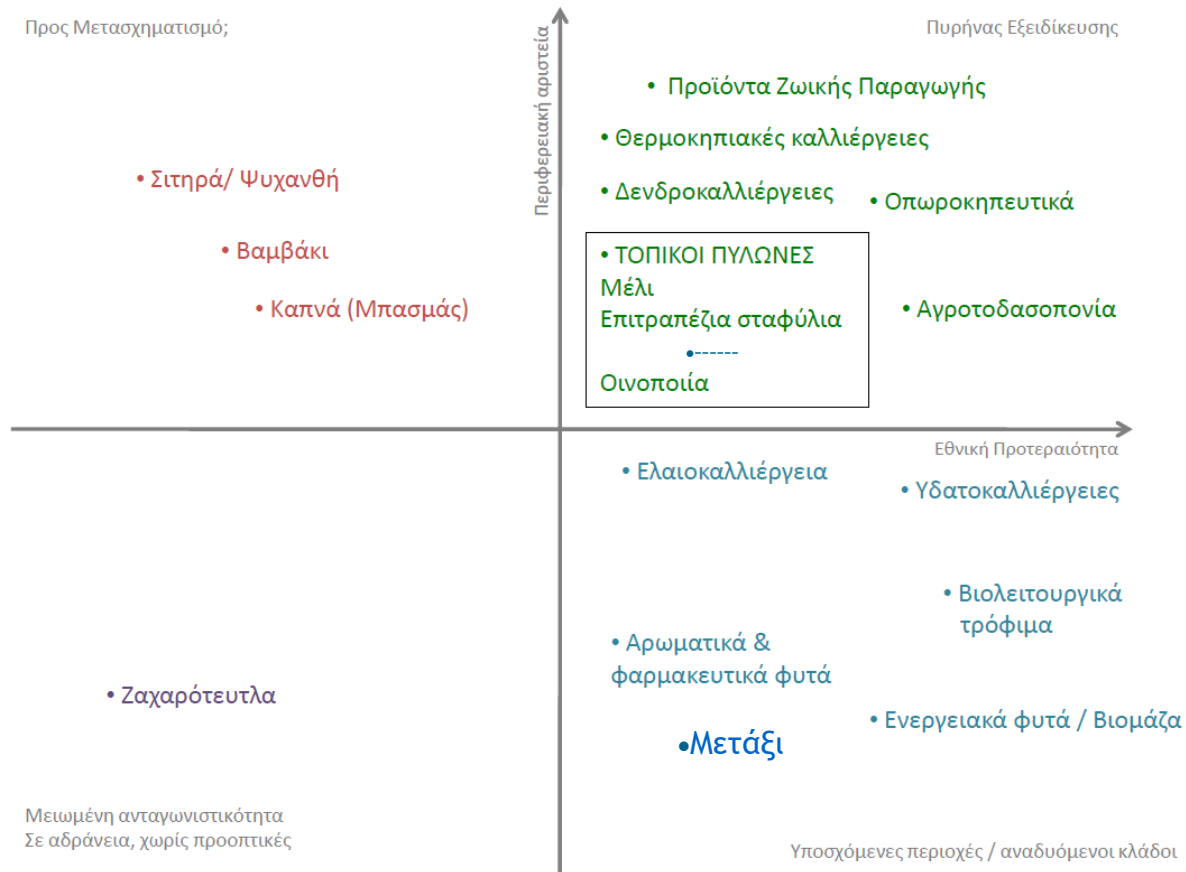 Προς Μετασχηματισμό;
Πυρήνας Εξειδίκευσης
Περιφερειακή αριστεία
• Προϊόντα Ζωικής Παραγωγής
• Θερμοκηπιακές καλλιέργειες
• Σιτηρά/ Ψυχανθή
• Δενδροκαλλιέργειες
• Οπωροκηπευτικά
• Βαμβάκι
• ΤΟΠΙΚΟΙ ΠΥΛΩΝΕΣ
Μέλι
• Καπνά (Μπασμάς)
Επιτραπέζια σταφύλια
• Αγροτοδασοπονία
•------
Οινοποιία
Εθνική Προτεραιότητα
• Ελαιοκαλλιέργεια
• Υδατοκαλλιέργειες
• Βιολειτουργικά
τρόφιμα
• Αρωματικά &
φαρμακευτικά φυτά
• Ζαχαρότευτλα
• Ενεργειακά φυτά / Βιομάζα
•Μετάξι
Μειωμένη ανταγωνιστικότητα
Σε αδράνεια, χωρίς προοπτικές
Υποσχόμενες περιοχές / αναδυόμενοι κλάδοι